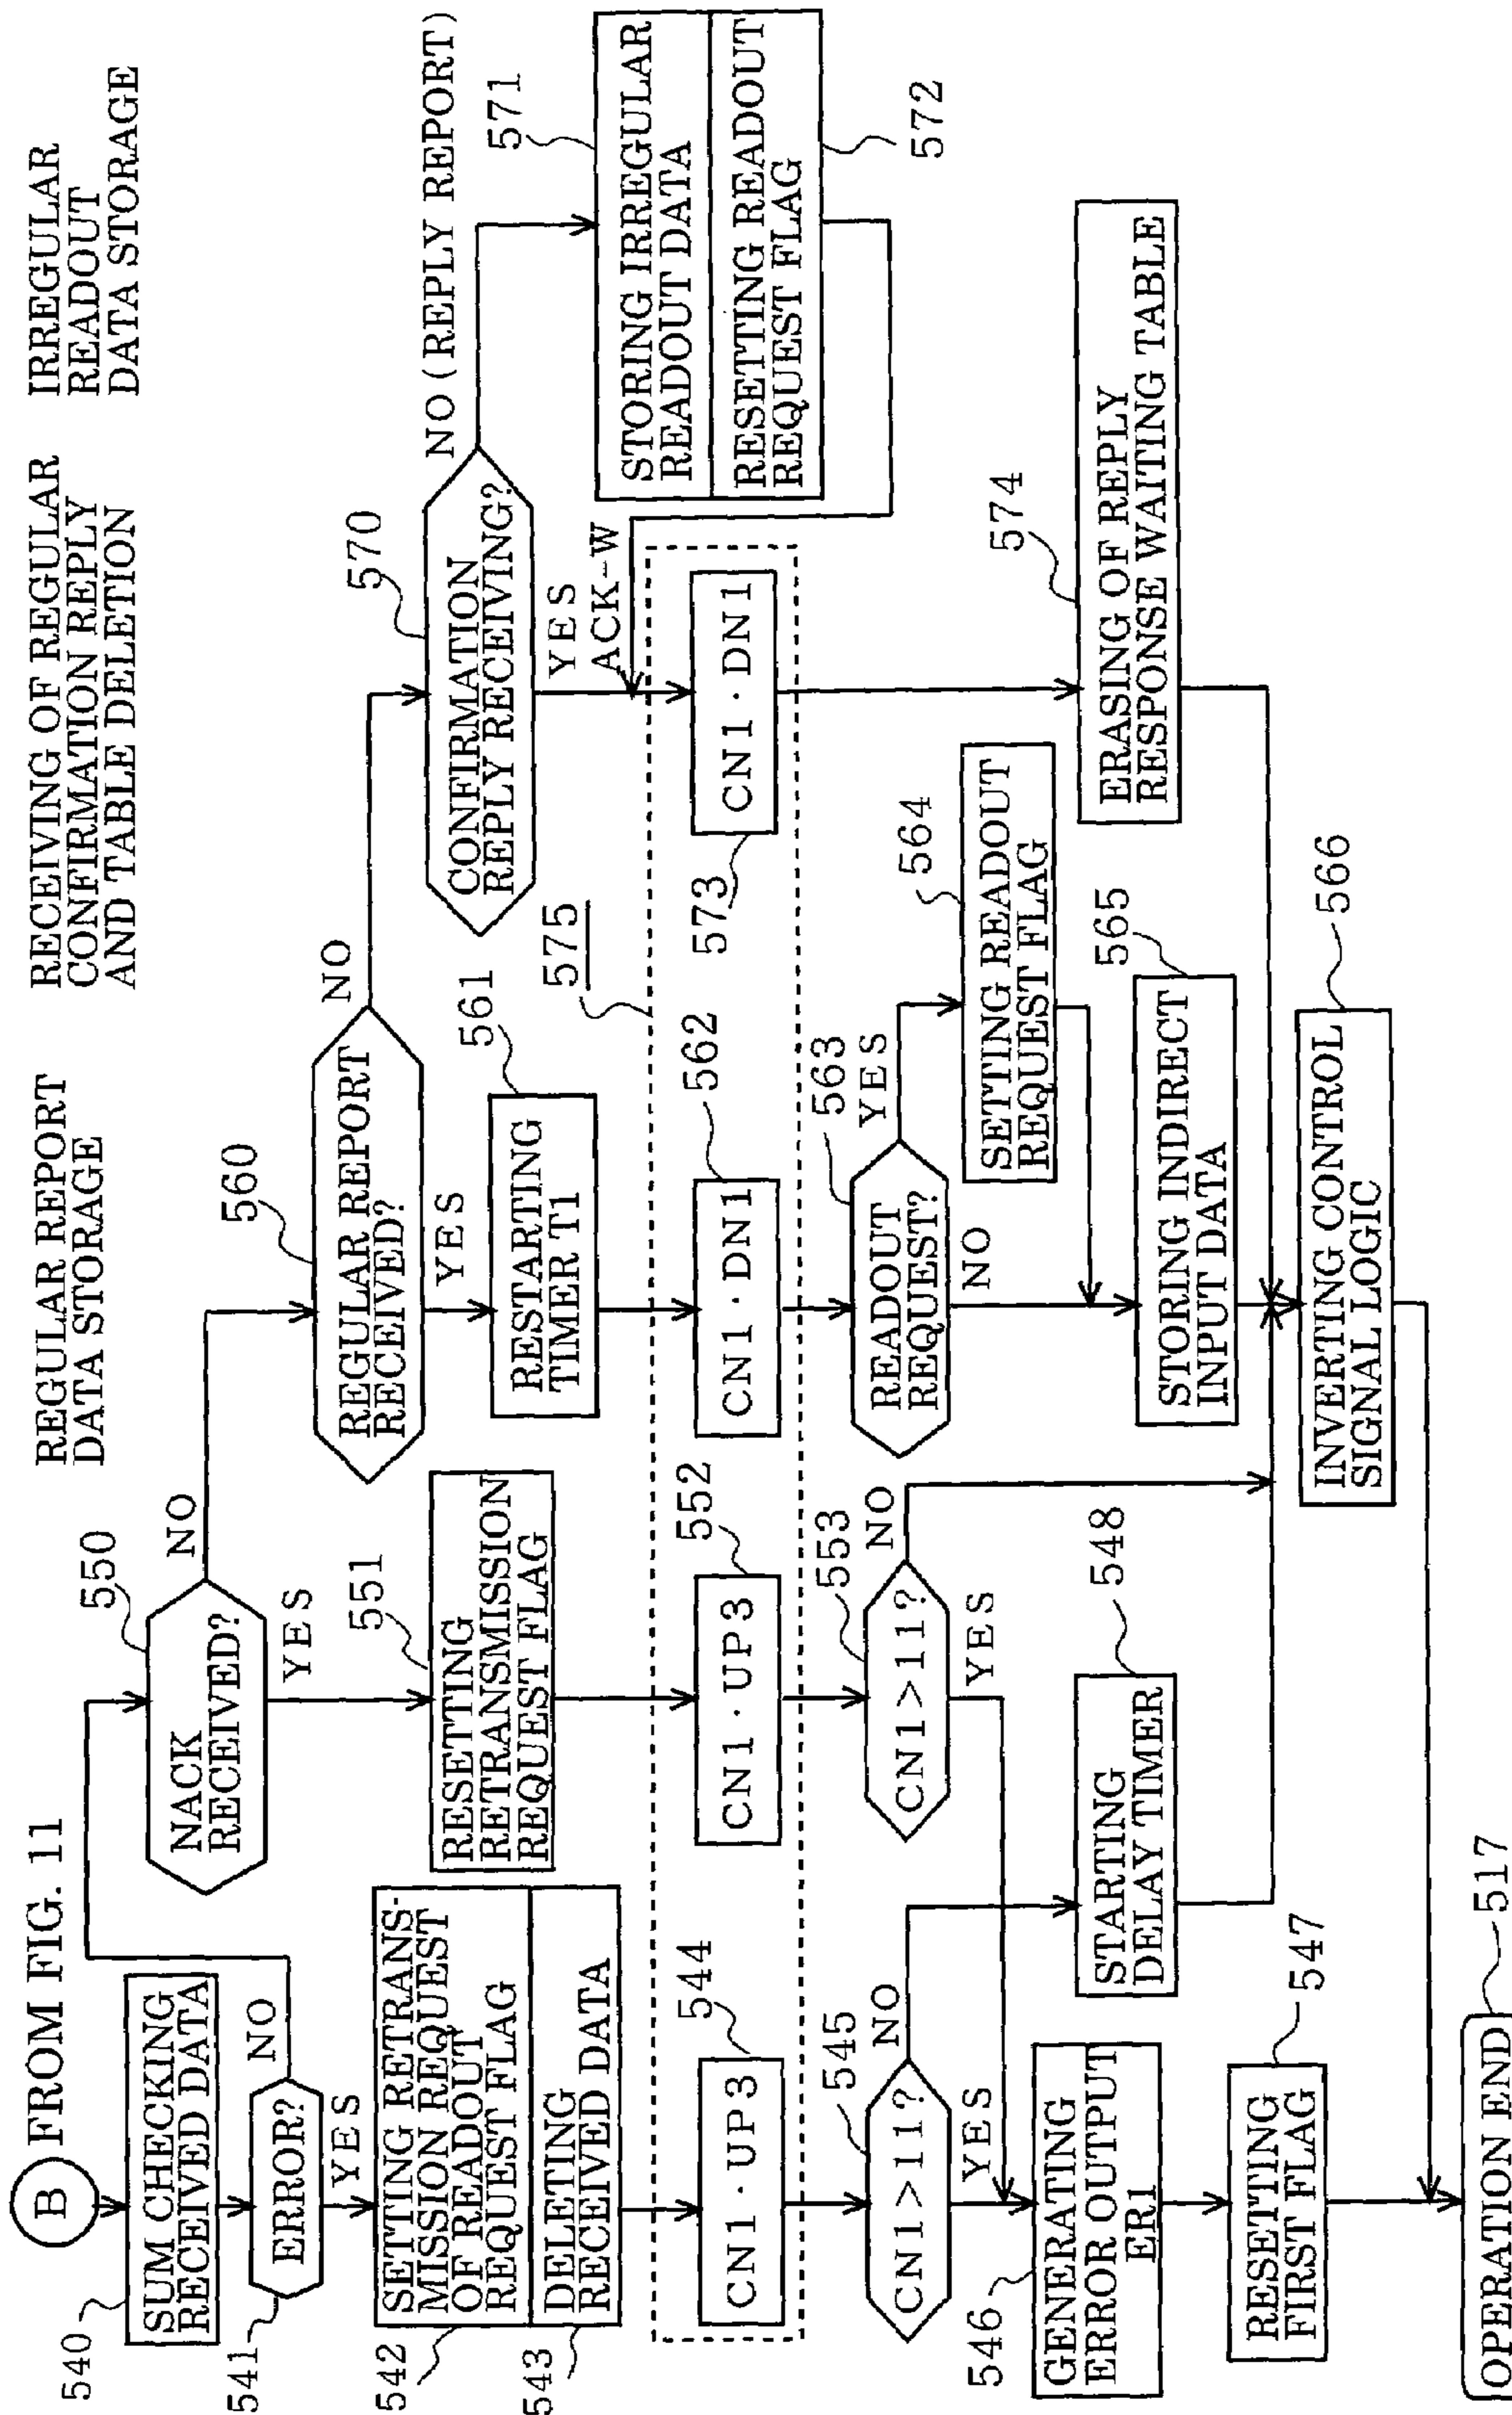 REGULAR REPORT
DATA STORAGE
RECEIVING OF REGULAR
CONFIRMATION REPLY
AND TABLE DELETION
IRREGULAR
READOUT
DATA STORAGE
B
FROM FIG. 11
540
SUM CHECKING
RECEIVED DATA
541
ERROR?
NO
YES
542
SETTING RETRANS-
MISSION REQUEST
OF READOUT
REQUEST FLAG
543
DELETING
RECEIVED DATA
544
CN1・UP3
545
CN1>11?
NO
YES
546
GENERATING
ERROR OUTPUT
ER1
547
RESETTING
FIRST FLAG
548
STARTING
DELAY TIMER
517
OPERATION END
550
NACK
RECEIVED?
NO
YES
551
RESETTING
RETRANSMISSION
REQUEST FLAG
552
CN1・UP3
553
CN1>11?
NO
YES
560
REGULAR REPORT
RECEIVED?
NO
YES
561
RESTARTING
TIMER T1
575
562
CN1・DN1
563
READOUT
REQUEST?
YES
NO
564
SETTING READOUT
REQUEST FLAG
565
STORING INDIRECT
INPUT DATA
566
INVERTING CONTROL
SIGNAL LOGIC
570
CONFIRMATION
REPLY RECEIVING?
NO (REPLY REPORT)
YES
ACK-W
571
STORING IRREGULAR
READOUT DATA
RESETTING READOUT
REQUEST FLAG
572
CN1・DN1
573
574
ERASING OF REPLY
RESPONSE WAITING TABLE